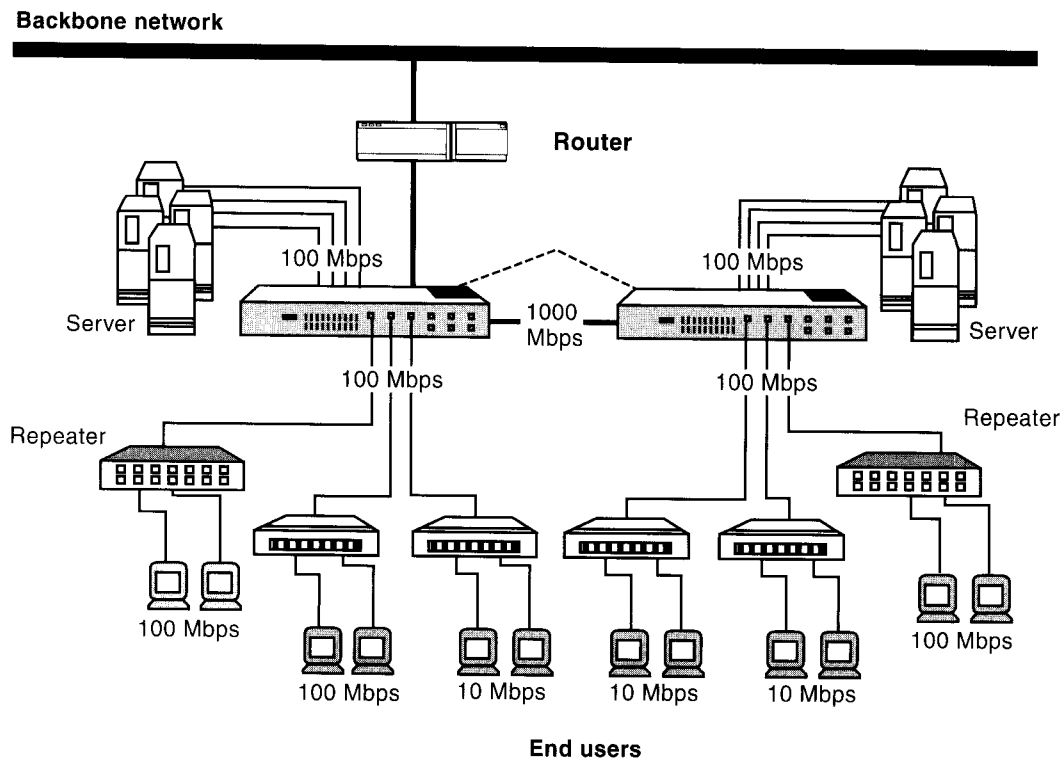 Backbone network
Router
100 Mbps
100 Mbps
Server
1000
Mbps
Server
100 Mbps
100 Mbps
Repeater
Repeater
100 Mbps
100 Mbps
100 Mbps
10 Mbps
10 Mbps
10 Mbps
End users